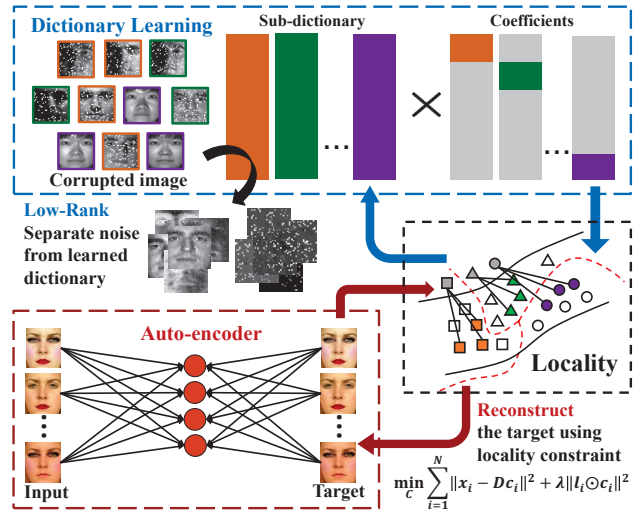 Dictionary Learning
Sub-dictionary
Coefficients
...
...
Corrupted image
Low-Rank
Separate noise
from learned
dictionary
Locality
Auto-encoder
Input
Target
Reconstruct
the target using
locality constraint
min_C ∑_{i=1}^{N} ‖x_i − Dc_i‖² + λ‖l_i⊙c_i‖²